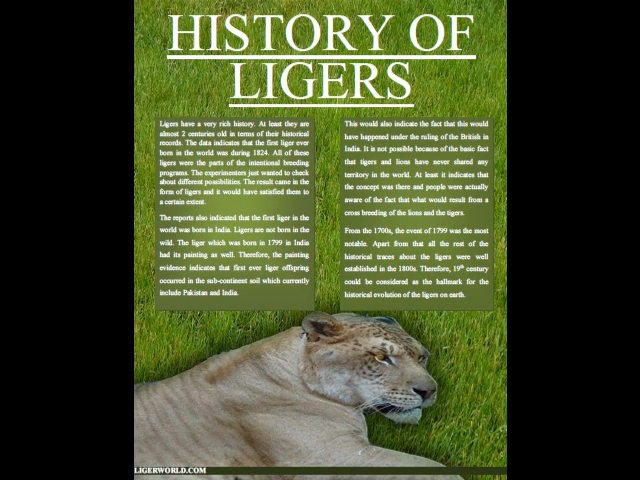 HISTORY OF
LIGERS
Ligers have a very rich history. At least they are
almost 2 centuries old in terms of their historical
records. The data indicates that the first liger ever
born in the world was during 1824. All of these
ligers were the parts of the intentional breeding
programs. The experimenters just wanted to check
about different possibilities. The result came in the
form of ligers and it would have satisfied them to
a certain extent.
The reports also indicated that the first liger in the
world was born in India. Ligers are not born in the
wild. The liger which was born in 1799 in India
had its painting as well. Therefore, the painting
evidence indicates that first ever liger offspring
occurred in the sub-continent soil which currently
include Pakistan and India.
This would also indicate the fact that this would
have happened under the ruling of the British in
India. It is not possible because of the basic fact
that tigers and lions have never shared any
territory in the world. At least it indicates that
the concept was there and people were actually
aware of the fact that what would result from a
cross breeding of the lions and the tigers.
From the 1700s, the event of 1799 was the most
notable. Apart from that all the rest of the
historical traces about the ligers were well
established in the 1800s. Therefore, 19th century
could be considered as the hallmark for the
historical evolution of the ligers on earth.
LIGERWORLD.COM